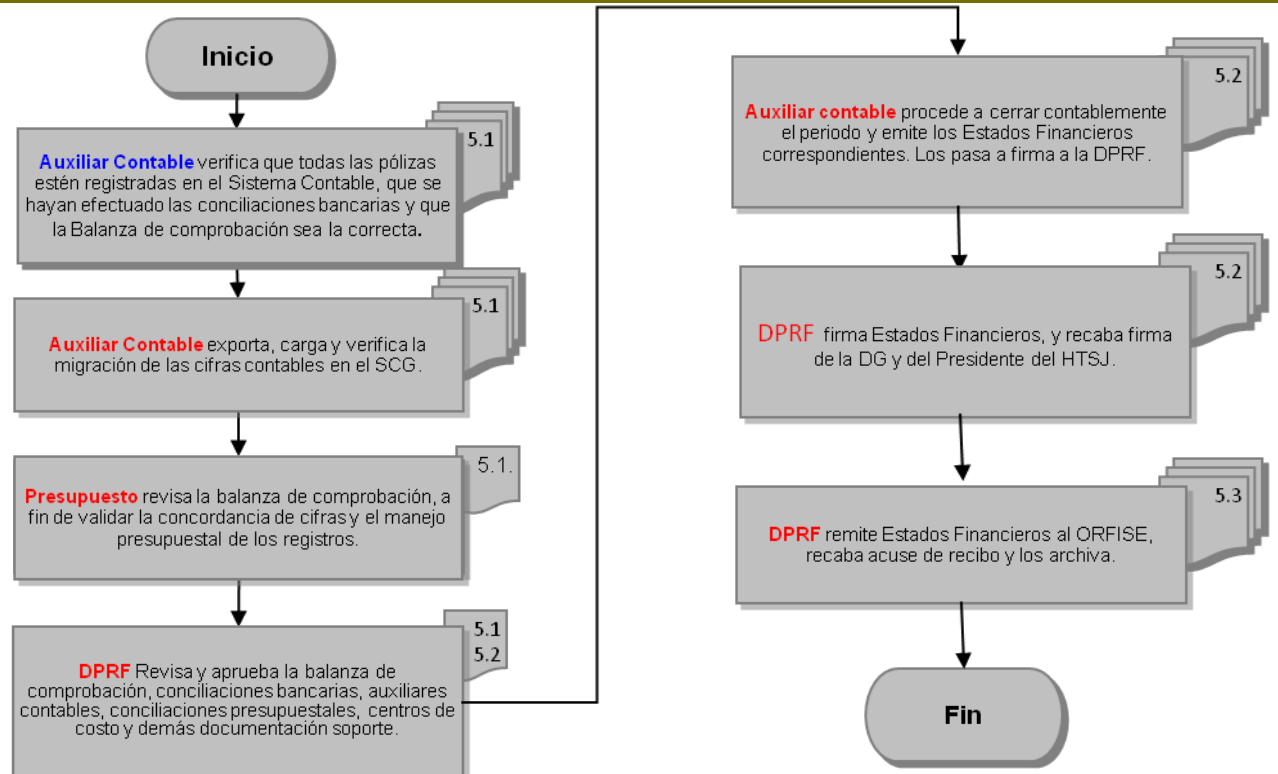 Inicio
5.1
Auxiliar Contable verifica que todas las pólizas
estén registradas en el Sistema Contable, que se
hayan efectuado las conciliaciones bancarias y que
la Balanza de comprobación sea la correcta.
5.1
Auxiliar Contable exporta, carga y verifica la
migración de las cifras contables en el SCG.
5.1.
Presupuesto revisa la balanza de comprobación, a
fin de validar la concordancia de cifras y el manejo
presupuestal de los registros.
5.1
5.2
DPRF Revisa y aprueba la balanza de
comprobación, conciliaciones bancarias, auxiliares
contables, conciliaciones presupuestales, centros de
costo y demás documentación soporte.
5.2
Auxiliar contable procede a cerrar contablemente
el periodo y emite los Estados Financieros
correspondientes. Los pasa a firma a la DPRF.
5.2
DPRF firma Estados Financieros, y recaba firma
de la DG y del Presidente del HTSJ.
5.3
DPRF remite Estados Financieros al ORFISE,
recaba acuse de recibo y los archiva.
Fin